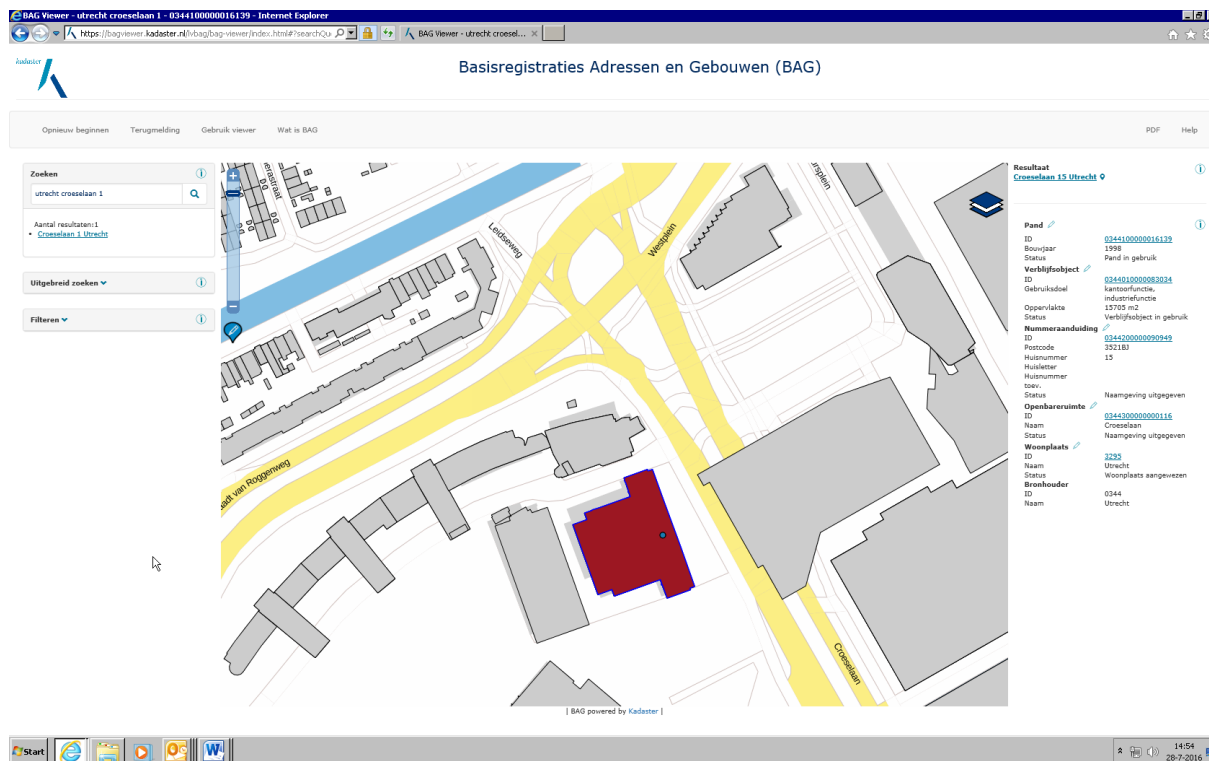 BAG Viewer - utrecht croeselaan 1 - 0344100000016139 - Internet Explorer
https://bagviewer.kadaster.nl/lvbag/bag-viewer/index.html#?searchQu
BAG Viewer - utrecht croesel...
kadaster
Basisregistraties Adressen en Gebouwen (BAG)
Opnieuw beginnen Terugmelding Gebruik viewer Wat is BAG PDF Help
Zoeken
utrecht croeselaan 1
Aantal resultaten:1
Croeselaan 1 Utrecht
Uitgebreid zoeken
Filteren
Leidseweg
Westplein
Croeselaan
| BAG powered by Kadaster |
Resultaat
Croeselaan 15 Utrecht
Pand
ID 0344100000016139
Bouwjaar 1998
Status Pand in gebruik
Verblijfsobject
ID 0344010000083034
Gebruiksdoel kantoorfunctie,
industriefunctie
Oppervlakte 15705 m2
Status Verblijfsobject in gebruik
Nummeraanduiding
ID 0344200000090949
Postcode 3521BJ
Huisnummer 15
Huisletter
Huisnummer
toev.
Status Naamgeving uitgegeven
Openbareruimte
ID 0344300000000116
Naam Croeselaan
Status Naamgeving uitgegeven
Woonplaats
ID 3295
Naam Utrecht
Status Woonplaats aangewezen
Bronhouder
ID 0344
Naam Utrecht
Start
14:54
28-7-2016